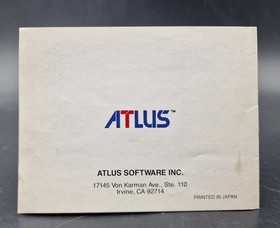 ATLUS™
ATLUS SOFTWARE INC.
17145 Von Karman Ave., Ste. 110
Irvine, CA 92714
PRINTED IN JAPAN